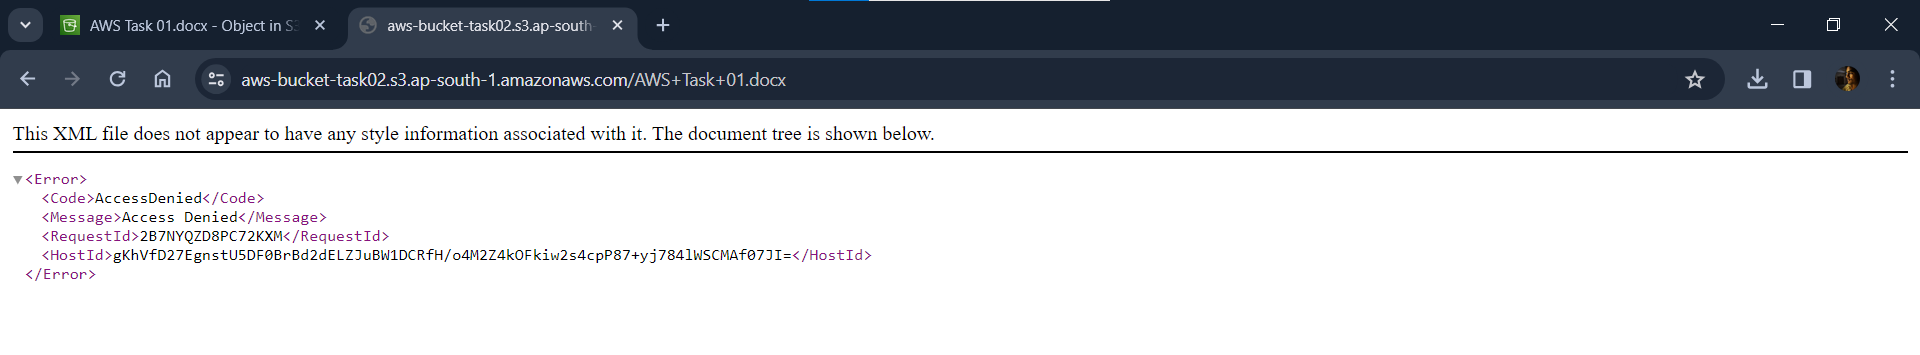 AWS Task 01.docx - Object in S3
aws-bucket-task02.s3.ap-south-
aws-bucket-task02.s3.ap-south-1.amazonaws.com/AWS+Task+01.docx
This XML file does not appear to have any style information associated with it. The document tree is shown below.
<Error>
<Code>AccessDenied</Code>
<Message>Access Denied</Message>
<RequestId>2B7NYQZD8PC72KXM</RequestId>
<HostId>gKhVfD27EgnstU5DF0BrBd2dELZJuBW1DCRfH/o4M2Z4kOFkiw2s4cpP87+yj784lWSCMAf07JI=</HostId>
</Error>